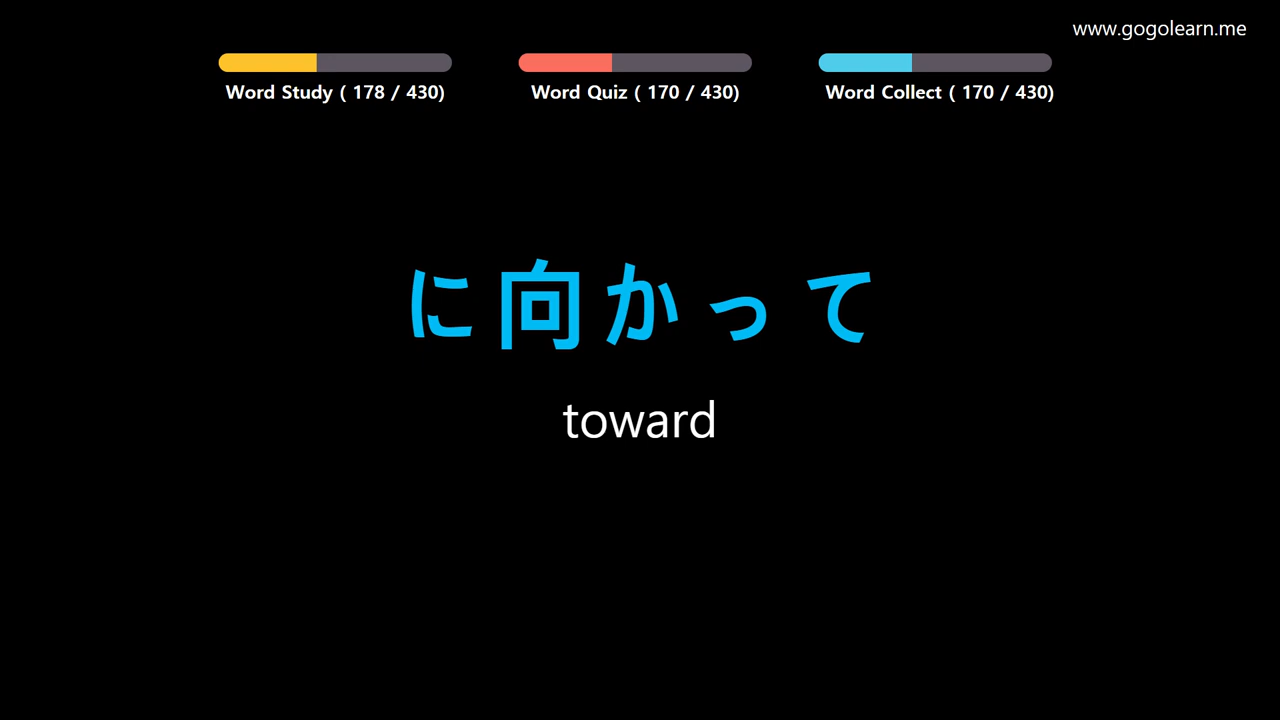 www.gogolearn.me
Word Study ( 178 / 430)
Word Quiz ( 170 / 430)
Word Collect ( 170 / 430)
に向かって
toward